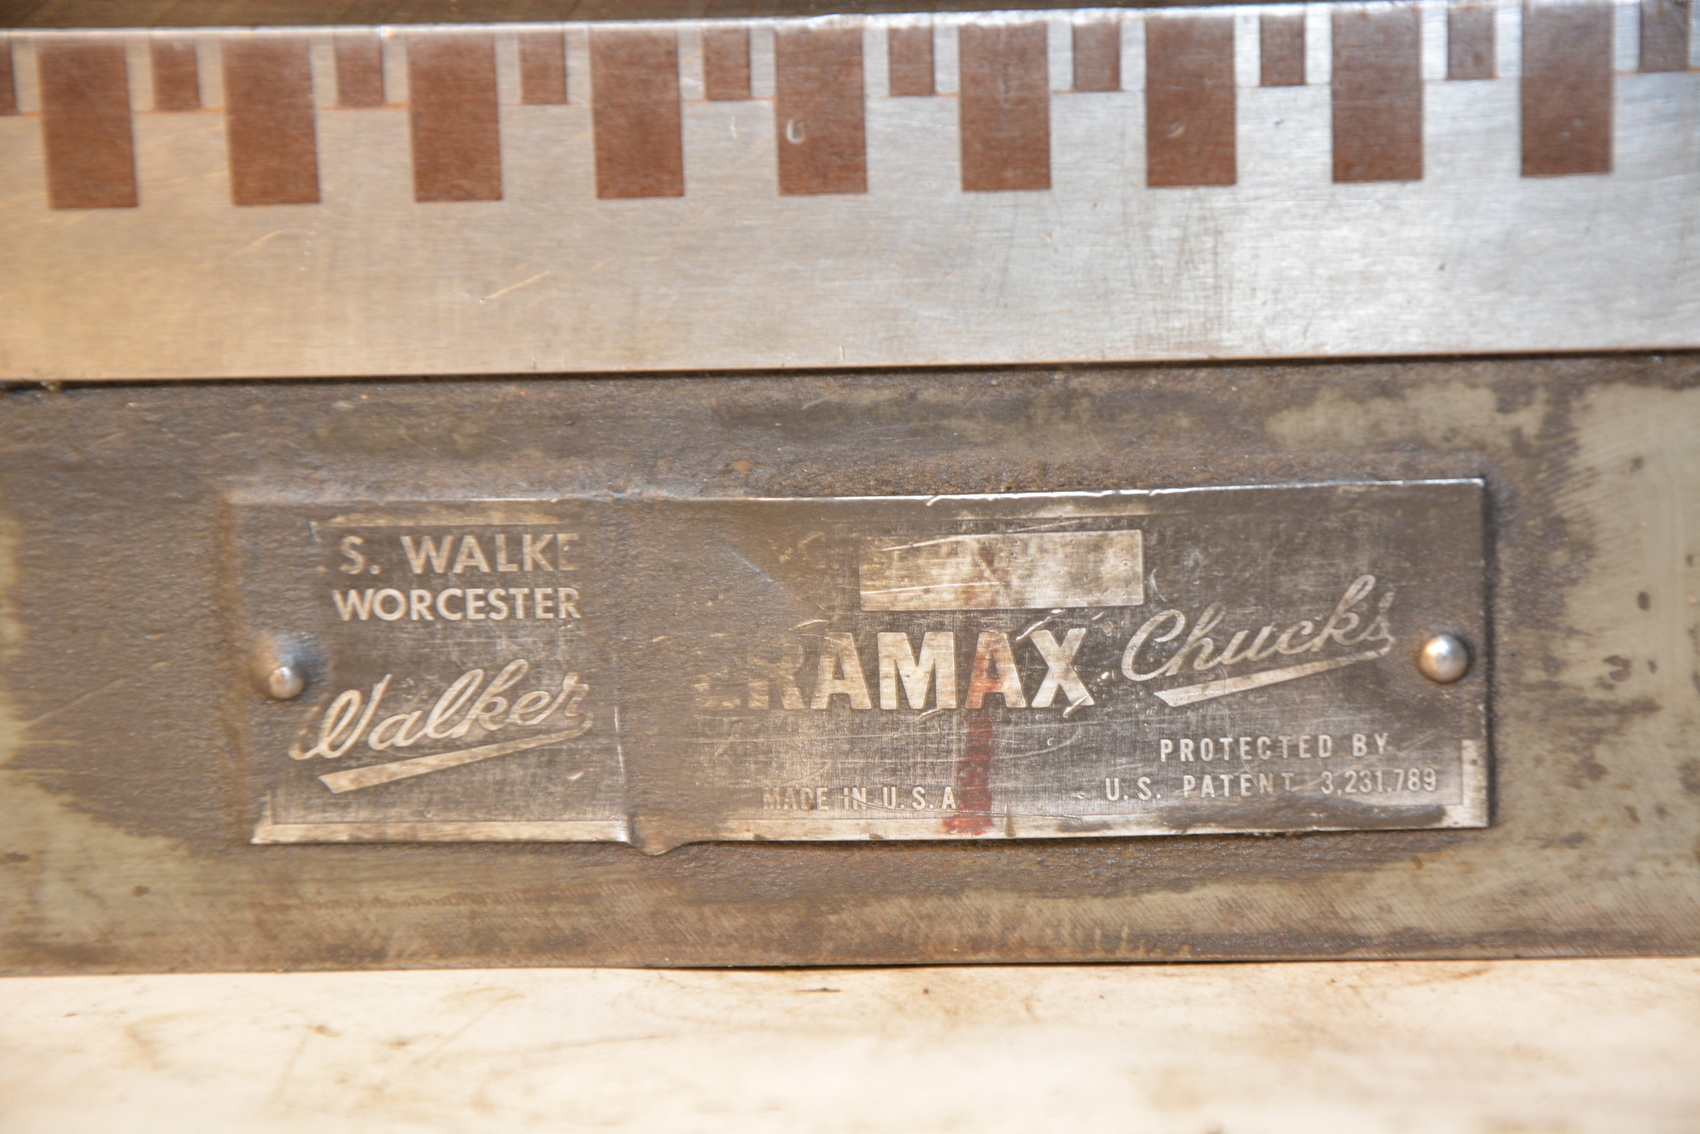 S. WALKE
WORCESTER
Walker
RAMAX Chucks
MADE IN U.S.A
PROTECTED BY
U.S. PATENT 3,231,789